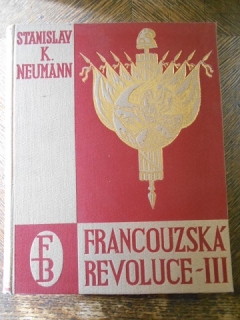 STANISLAV
K.
NEUMANN
FB
FRANCOUZSKÁ
REVOLUCE-III